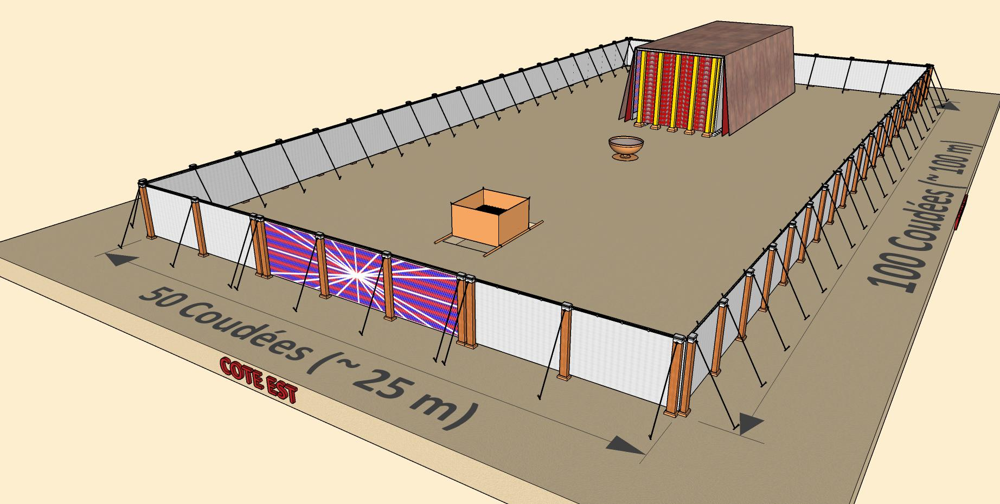 50 Coudées (~ 25 m)
COTE EST
100 Coudées (~ 100 m)